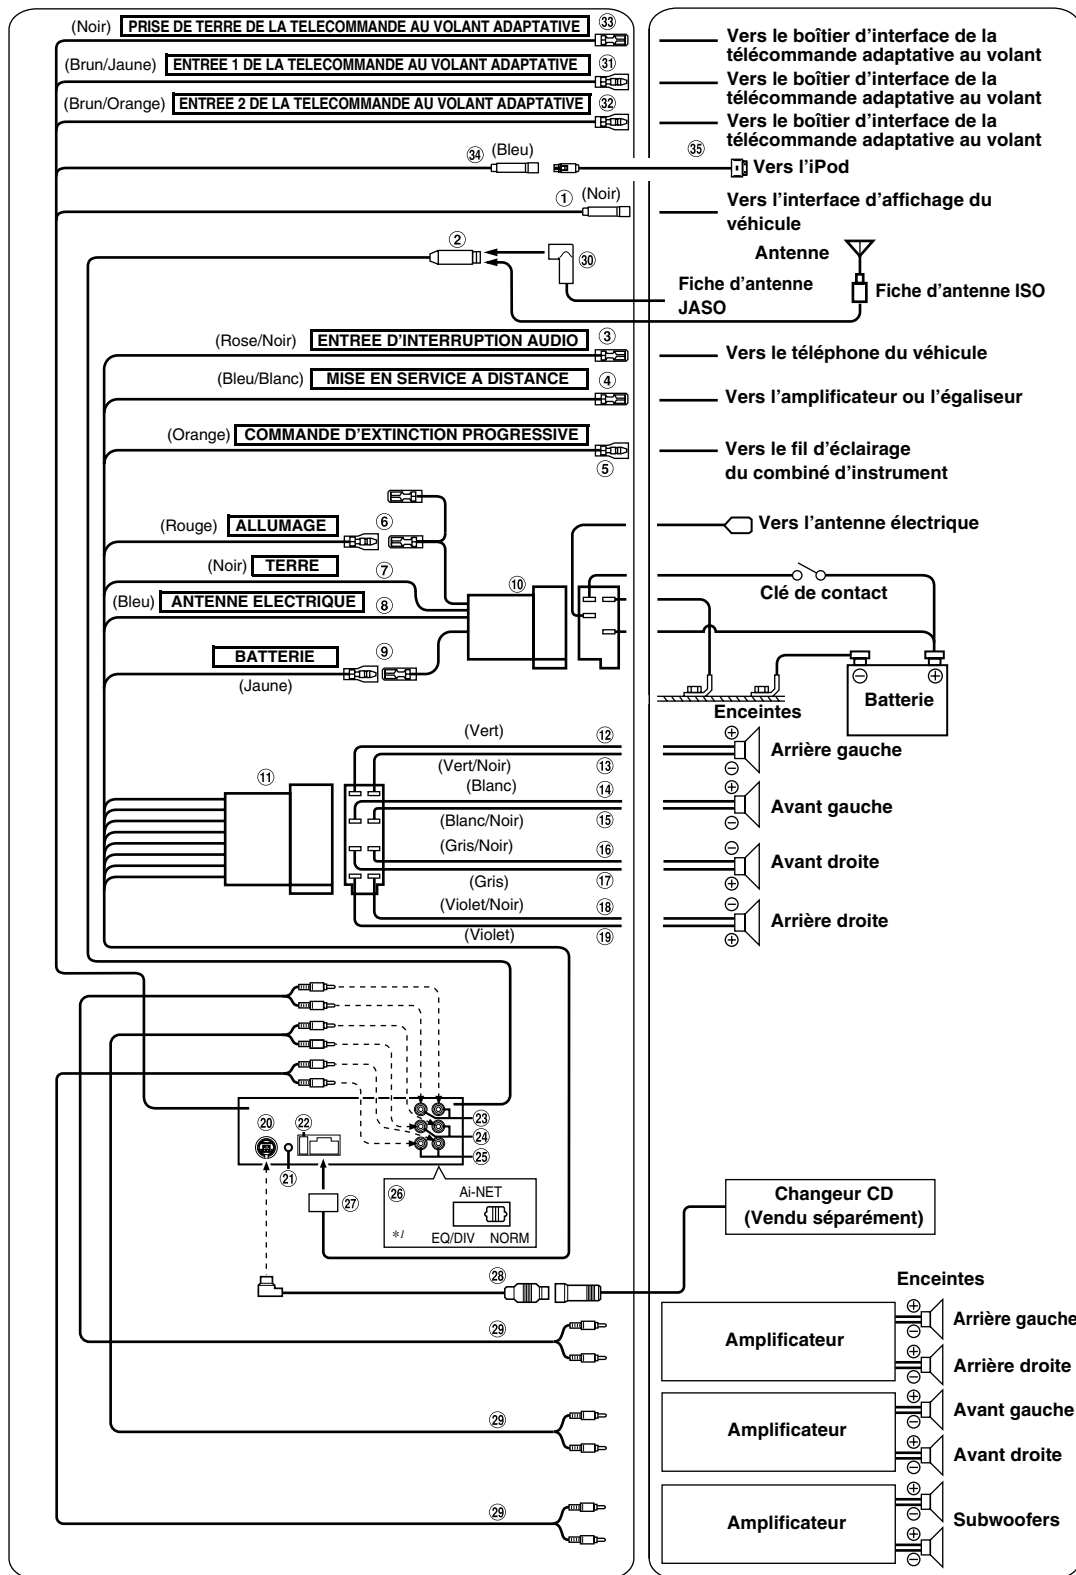 (Noir) PRISE DE TERRE DE LA TELECOMMANDE AU VOLANT ADAPTATIVE ㉝
Vers le boîtier d'interface de la
télécommande adaptative au volant
(Brun/Jaune) ENTREE 1 DE LA TELECOMMANDE AU VOLANT ADAPTATIVE ㉛
Vers le boîtier d'interface de la
télécommande adaptative au volant
(Brun/Orange) ENTREE 2 DE LA TELECOMMANDE AU VOLANT ADAPTATIVE ㉜
Vers le boîtier d'interface de la
télécommande adaptative au volant
㉞ (Bleu)
㉟
Vers l'iPod
① (Noir)
Vers l'interface d'affichage du
véhicule
②
㉚
Antenne
Fiche d'antenne
JASO
Fiche d'antenne ISO
(Rose/Noir) ENTREE D'INTERRUPTION AUDIO ③
Vers le téléphone du véhicule
(Bleu/Blanc) MISE EN SERVICE A DISTANCE ④
Vers l'amplificateur ou l'égaliseur
(Orange) COMMANDE D'EXTINCTION PROGRESSIVE
⑤
Vers le fil d'éclairage
du combiné d'instrument
(Rouge) ALLUMAGE ⑥
Vers l'antenne électrique
(Noir) TERRE ⑦
⑩
Clé de contact
(Bleu) ANTENNE ELECTRIQUE ⑧
BATTERIE ⑨
(Jaune)
⊖ ⊕
Batterie
Enceintes
(Vert) ⑫
⊕
Arrière gauche
⊖
(Vert/Noir) ⑬
⑪
(Blanc) ⑭
⊕
Avant gauche
⊖
(Blanc/Noir) ⑮
(Gris/Noir) ⑯
⊖
Avant droite
⊕
(Gris) ⑰
(Violet/Noir) ⑱
⊖
Arrière droite
⊕
(Violet) ⑲
⑳
㉑
㉒
㉓
㉔
㉕
㉖ Ai-NET
*1 EQ/DIV NORM
㉗
Changeur CD
(Vendu séparément)
㉘
Enceintes
㉙
Amplificateur
⊕
⊖
Arrière gauche
⊕
⊖
Arrière droite
㉙
Amplificateur
⊕
⊖
Avant gauche
⊕
⊖
Avant droite
㉙
Amplificateur
⊕
⊖
Subwoofers
⊕
⊖